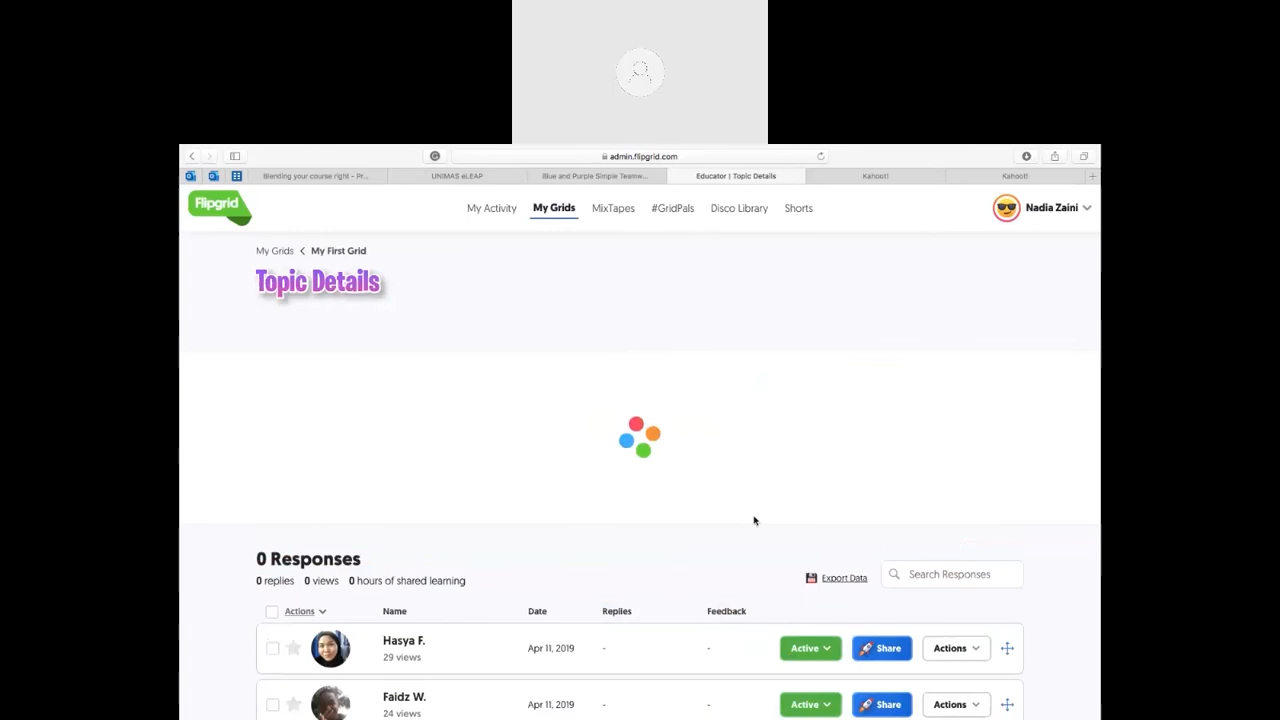 admin.flipgrid.com
Blending your course right - Pr...
UNIMAS eLEAP
Blue and Purple Simple Teamw...
Educator | Topic Details
Kahoot!
Kahoot!
Flipgrid
My Activity
My Grids
MixTapes
#GridPals
Disco Library
Shorts
Nadia Zaini
My Grids < My First Grid
Topic Details
0 Responses
0 replies 0 views 0 hours of shared learning
Export Data
Search Responses
Actions
Name
Date
Replies
Feedback
Hasya F.
29 views
Apr 11, 2019
-
-
Active
Share
Actions
Faidz W.
24 views
Apr 11, 2019
-
-
Active
Share
Actions